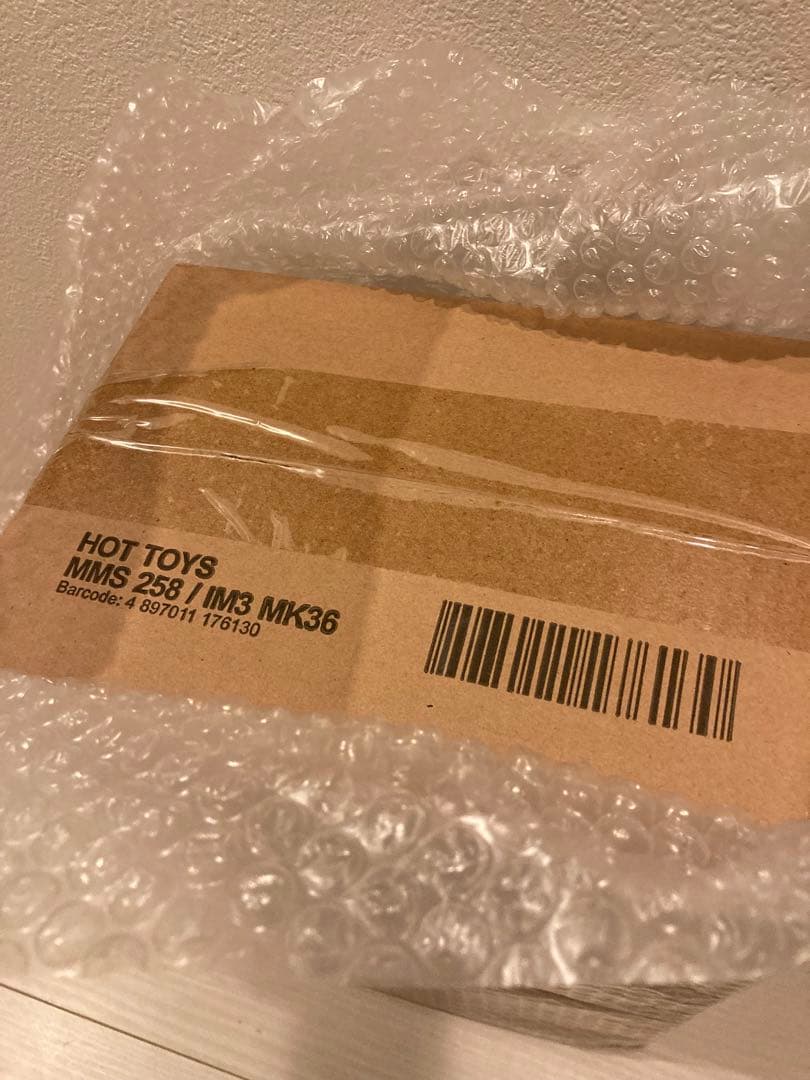 HOT TOYS
MMS 258 / IM3 MK36
Barcode: 4 897011 176130